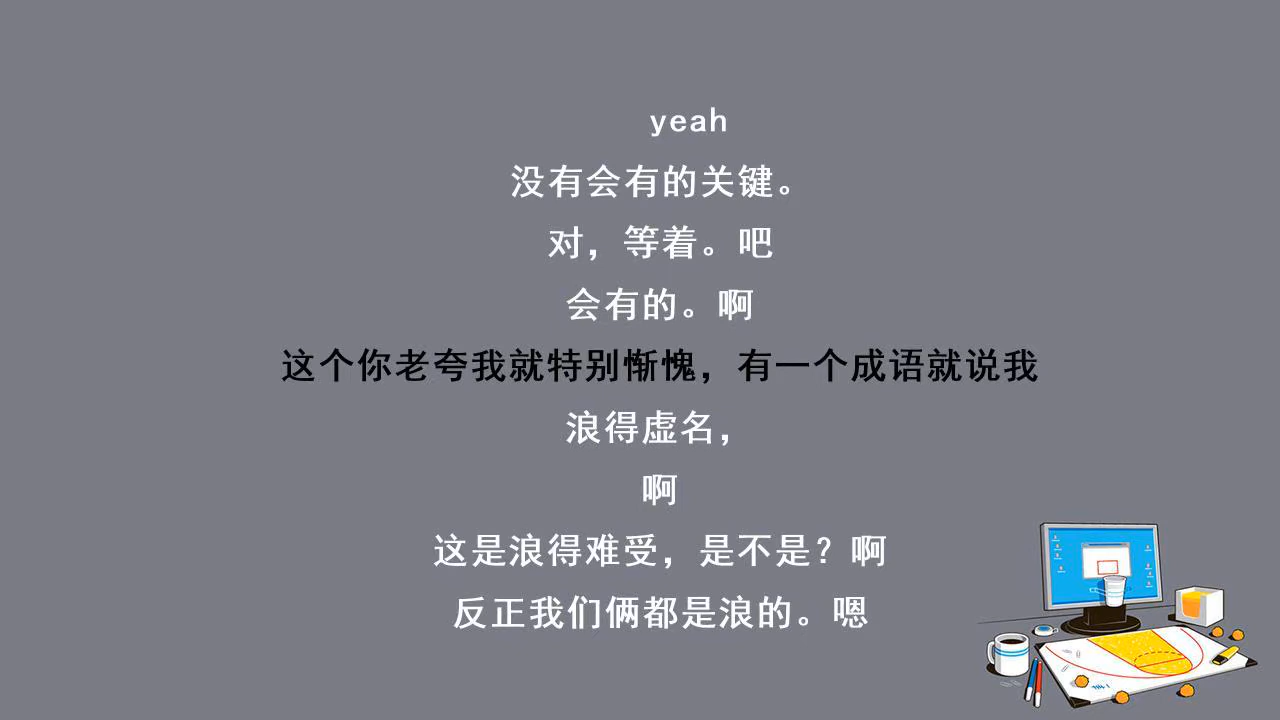 yeah
没有会有的关键。
对，等着。吧
会有的。啊
这个你老夸我就特别惭愧，有一个成语就说我
浪得虚名，
啊
这是浪得难受，是不是？啊
反正我们俩都是浪的。嗯